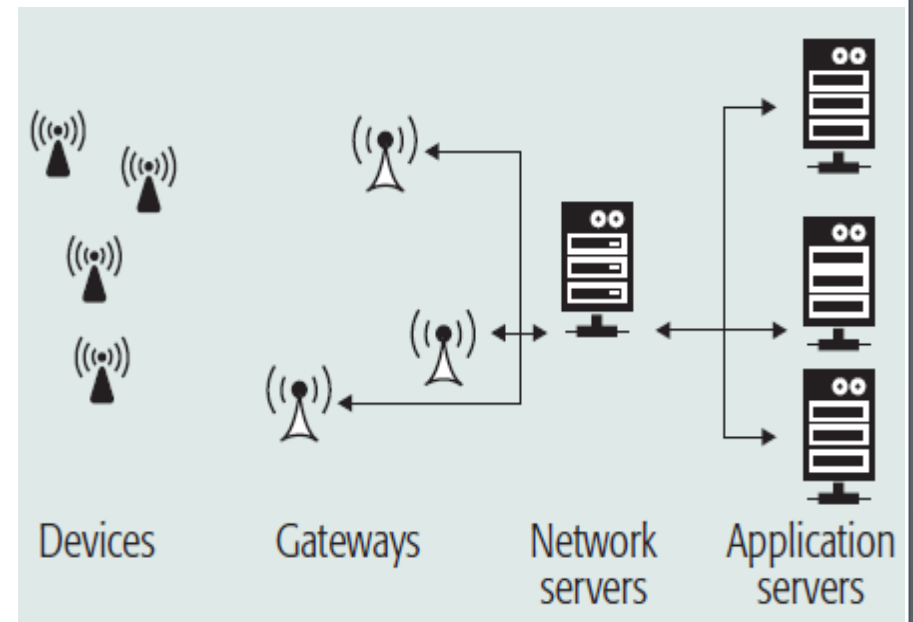 Devices
Gateways
Network
servers
Application
servers